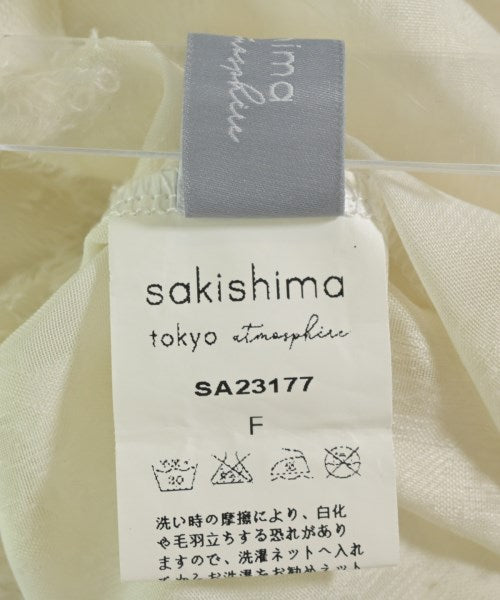 shima
mosphere
sakishima
tokyo atmosphere
SA23177
F
30
洗い時の摩擦により、白化
や毛羽立ちする恐れがあり
ますので、洗濯ネットへ入れ